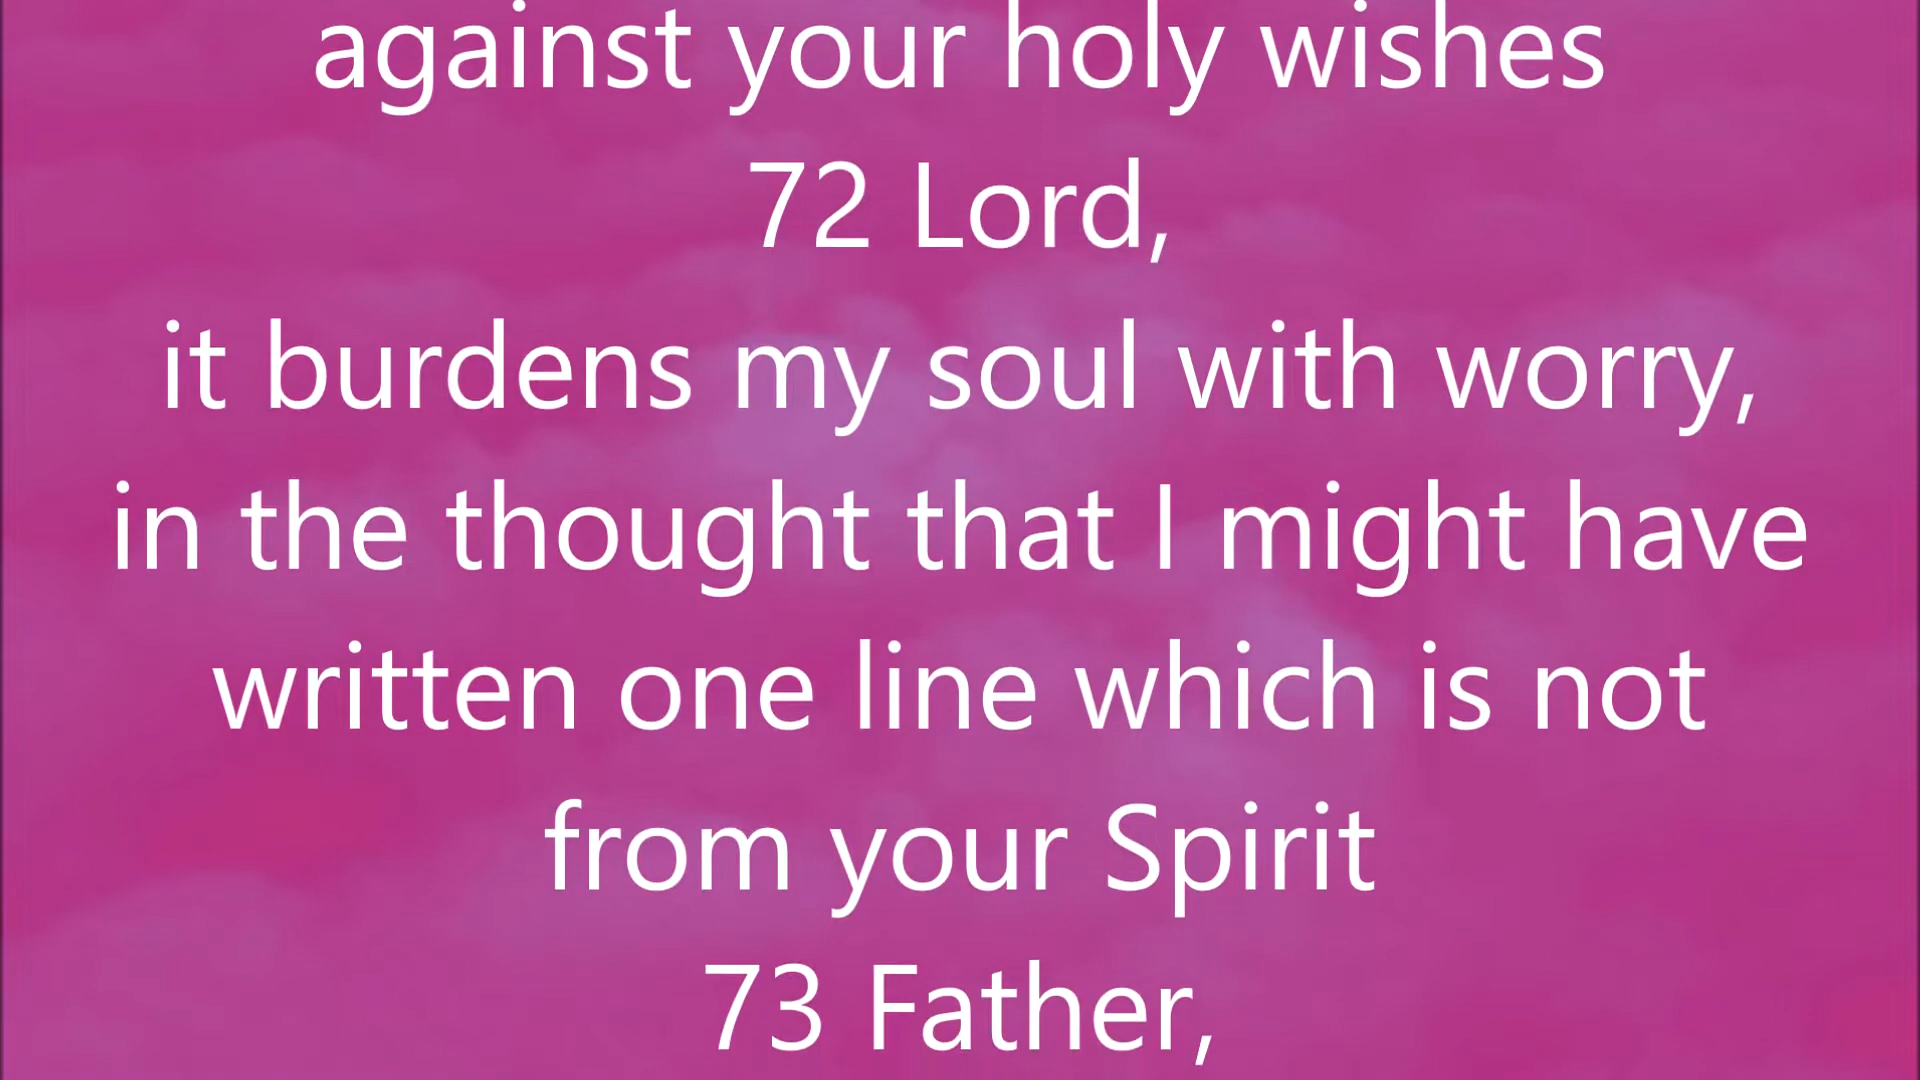 against your holy wishes
72 Lord,
it burdens my soul with worry,
in the thought that I might have
written one line which is not
from your Spirit
73 Father,